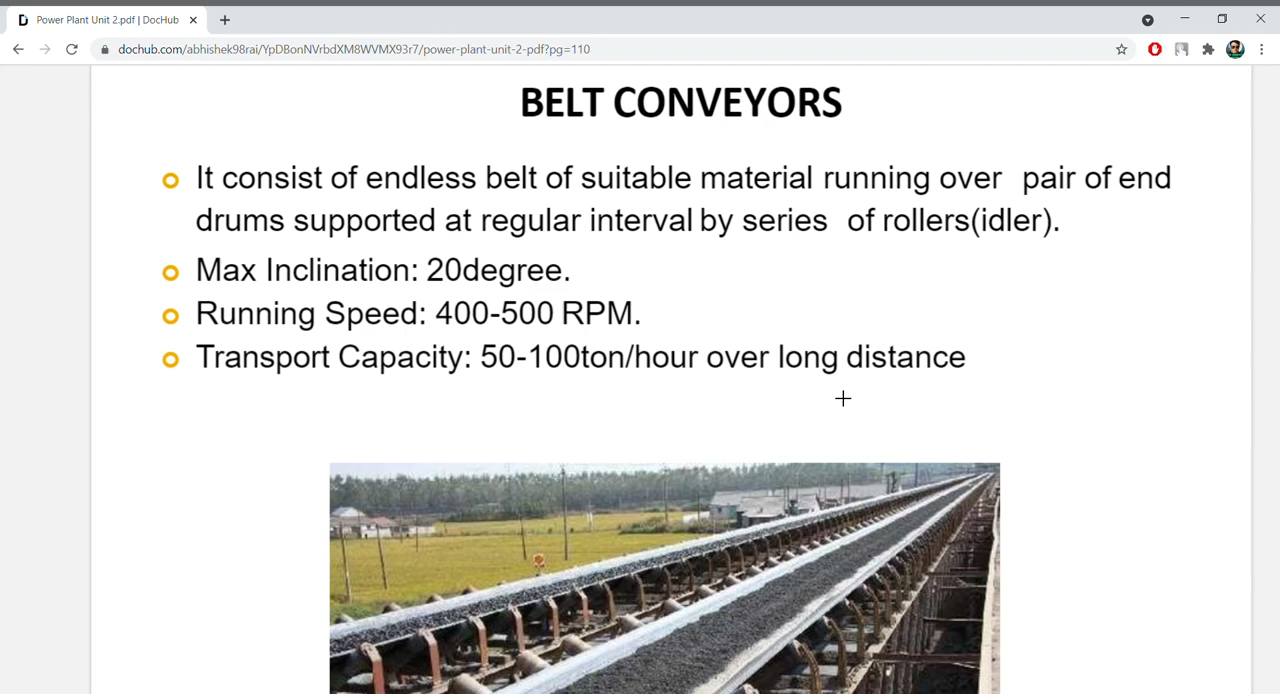 Power Plant Unit 2.pdf | DocHub
dochub.com/abhishek98rai/YpDBonNVrbdXM8WVMX93r7/power-plant-unit-2-pdf?pg=110
BELT CONVEYORS
It consist of endless belt of suitable material running over pair of end
drums supported at regular interval by series of rollers(idler).
Max Inclination: 20degree.
Running Speed: 400-500 RPM.
Transport Capacity: 50-100ton/hour over long distance